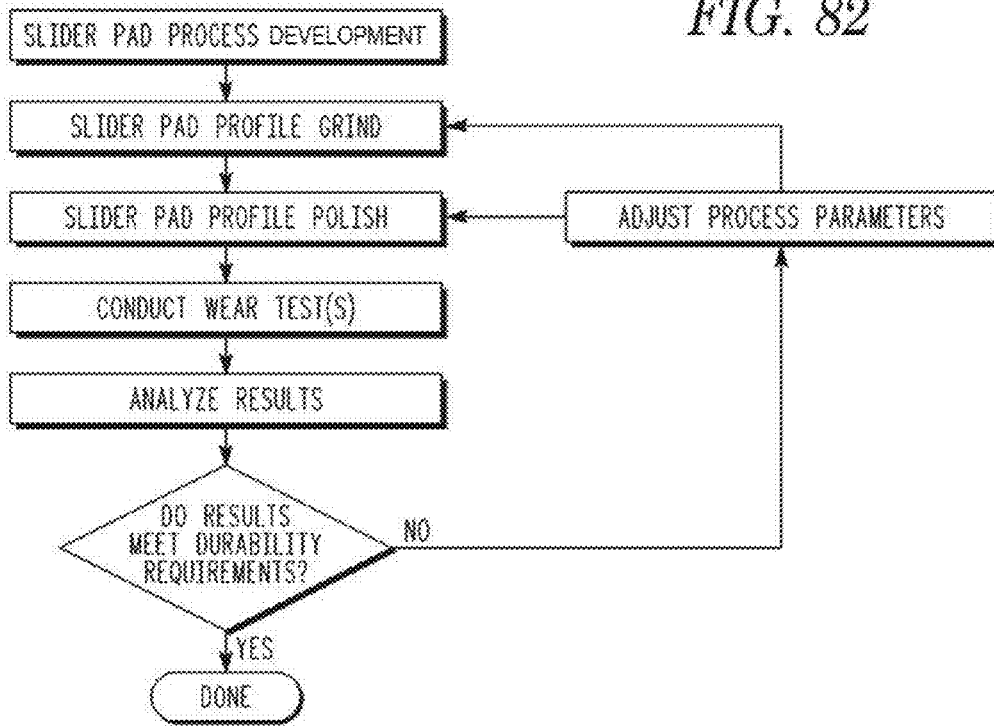 FIG. 82
SLIDER PAD PROCESS DEVELOPMENT
SLIDER PAD PROFILE GRIND
SLIDER PAD PROFILE POLISH
ADJUST PROCESS PARAMETERS
CONDUCT WEAR TEST(S)
ANALYZE RESULTS
DO RESULTS
MEET DURABILITY
REQUIREMENTS?
NO
YES
DONE